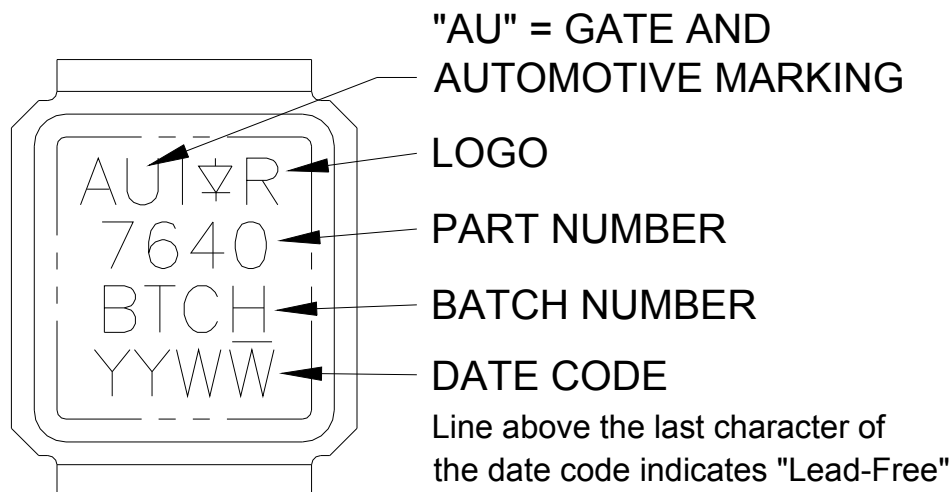 "AU" = GATE AND
AUTOMOTIVE MARKING
AUI R
LOGO
7640
PART NUMBER
BTCH
BATCH NUMBER
YYWW
DATE CODE
Line above the last character of
the date code indicates "Lead-Free"